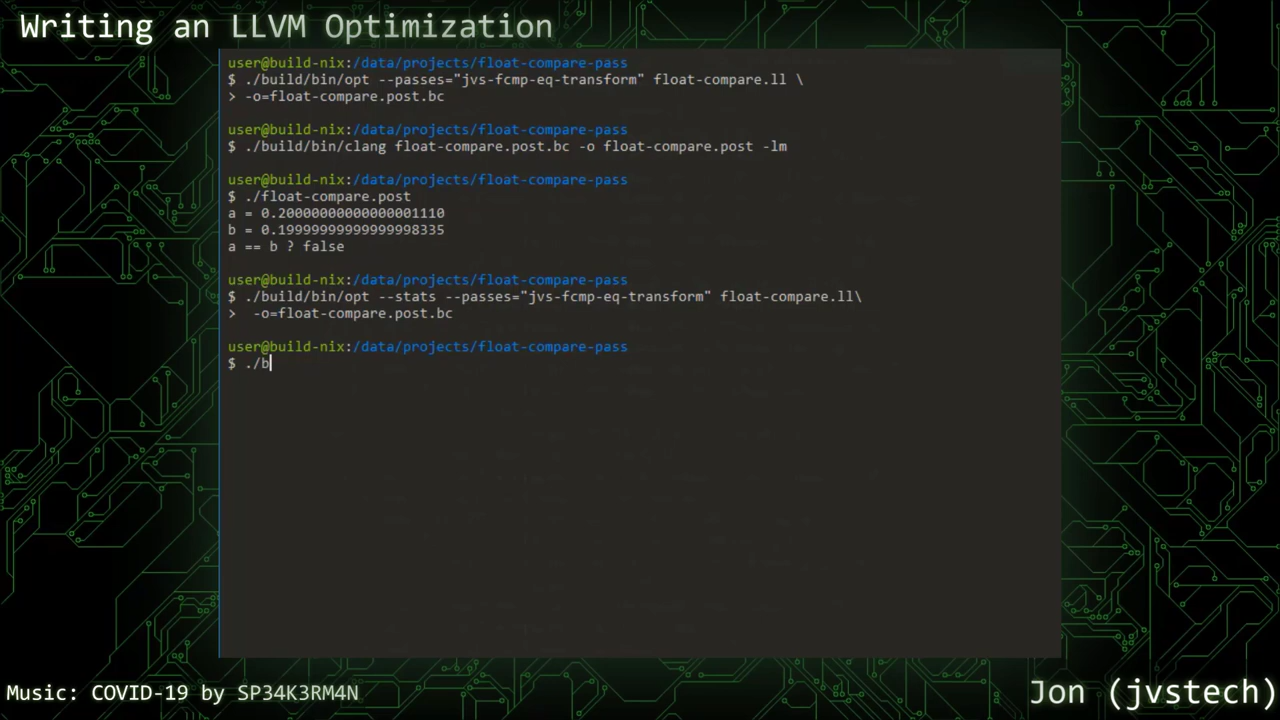 Writing an LLVM Optimization
user@build-nix:/data/projects/float-compare-pass
$ ./build/bin/opt --passes="jvs-fcmp-eq-transform" float-compare.ll \
> -o=float-compare.post.bc
user@build-nix:/data/projects/float-compare-pass
$ ./build/bin/clang float-compare.post.bc -o float-compare.post -lm
user@build-nix:/data/projects/float-compare-pass
$ ./float-compare.post
a = 0.20000000000000001110
b = 0.19999999999999998335
a == b ? false
user@build-nix:/data/projects/float-compare-pass
$ ./build/bin/opt --stats --passes="jvs-fcmp-eq-transform" float-compare.ll\
>  -o=float-compare.post.bc
user@build-nix:/data/projects/float-compare-pass
$ ./b
Music: COVID-19 by SP34K3RM4N
Jon (jvstech)